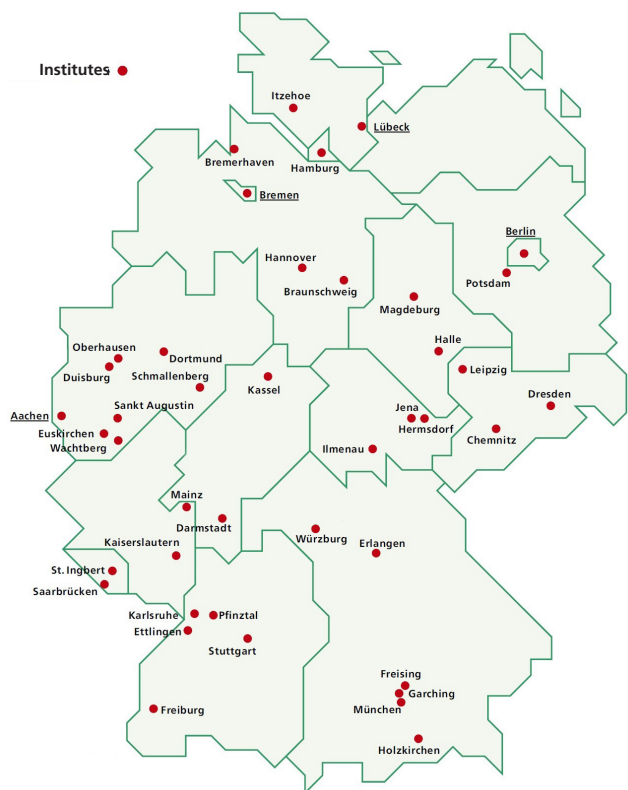 Institutes:
Itzehoe
Lübeck
Bremerhaven
Hamburg
Bremen
Berlin
Hannover
Potsdam
Braunschweig
Magdeburg
Halle
Oberhausen
Dortmund
Leipzig
Duisburg
Schmallenberg
Kassel
Dresden
Aachen
Sankt Augustin
Jena
Euskirchen
Hermsdorf
Chemnitz
Wachtberg
Ilmenau
Mainz
Darmstadt
Würzburg
Kaiserslautern
Erlangen
St. Ingbert
Saarbrücken
Karlsruhe
Pfinztal
Ettlingen
Stuttgart
Freising
Garching
München
Freiburg
Holzkirchen